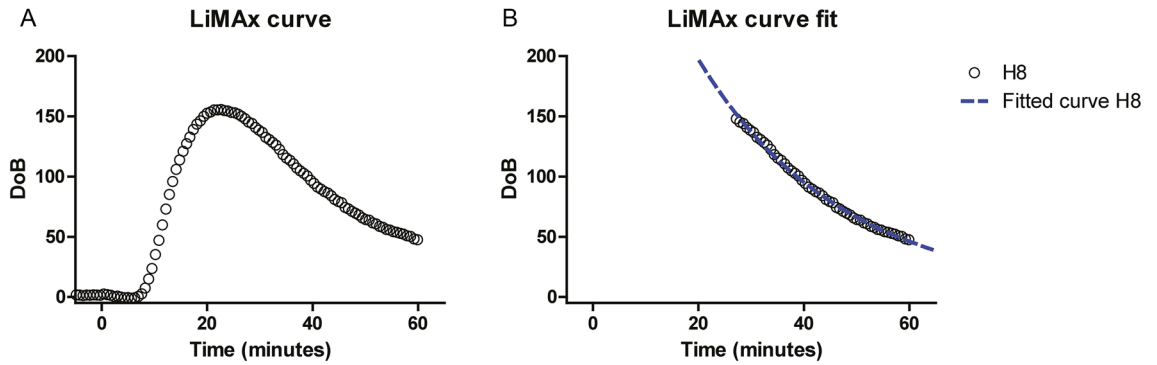 A
LiMAx curve
200
150
100
50
0
DoB
0 20 40 60
Time (minutes)
B
LiMAx curve fit
200
150
100
50
0
DoB
0 20 40 60
Time (minutes)
H8
Fitted curve H8